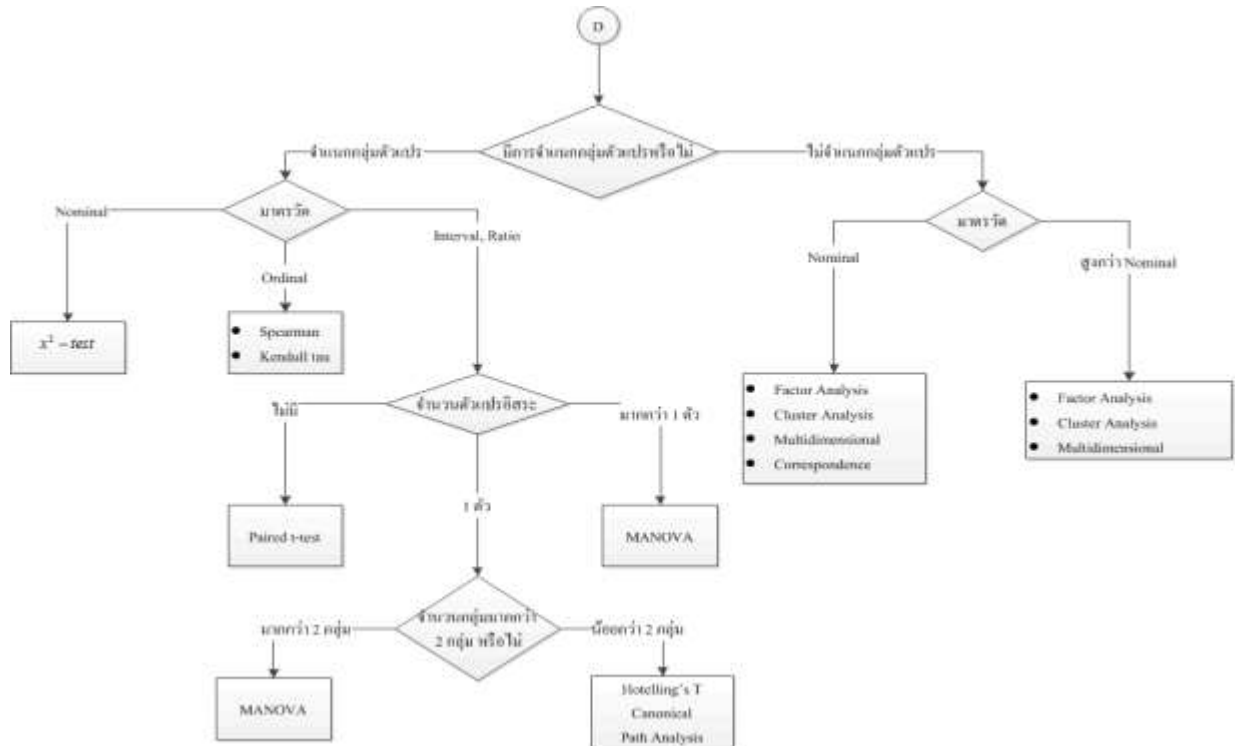 D
มีการจำแนกกลุ่มตัวแปรหรือไม่
จำแนกกลุ่มตัวแปร
ไม่จำแนกกลุ่มตัวแปร
มาตรวัด
มาตรวัด
Nominal
Interval, Ratio
Ordinal
Nominal
สูงกว่า Nominal
x² – test
• Spearman
• Kendull tau
• Factor Analysis
• Cluster Analysis
• Multidimensional
• Correspondence
• Factor Analysis
• Cluster Analysis
• Multidimensional
จำนวนตัวแปรอิสระ
ไม่มี
มากกว่า 1 ตัว
1 ตัว
Paired t-test
MANOVA
จำนวนกลุ่มมากกว่า
2 กลุ่ม หรือไม่
มากกว่า 2 กลุ่ม
น้อยกว่า 2 กลุ่ม
MANOVA
Hotelling's T
Canonical
Path Analysis